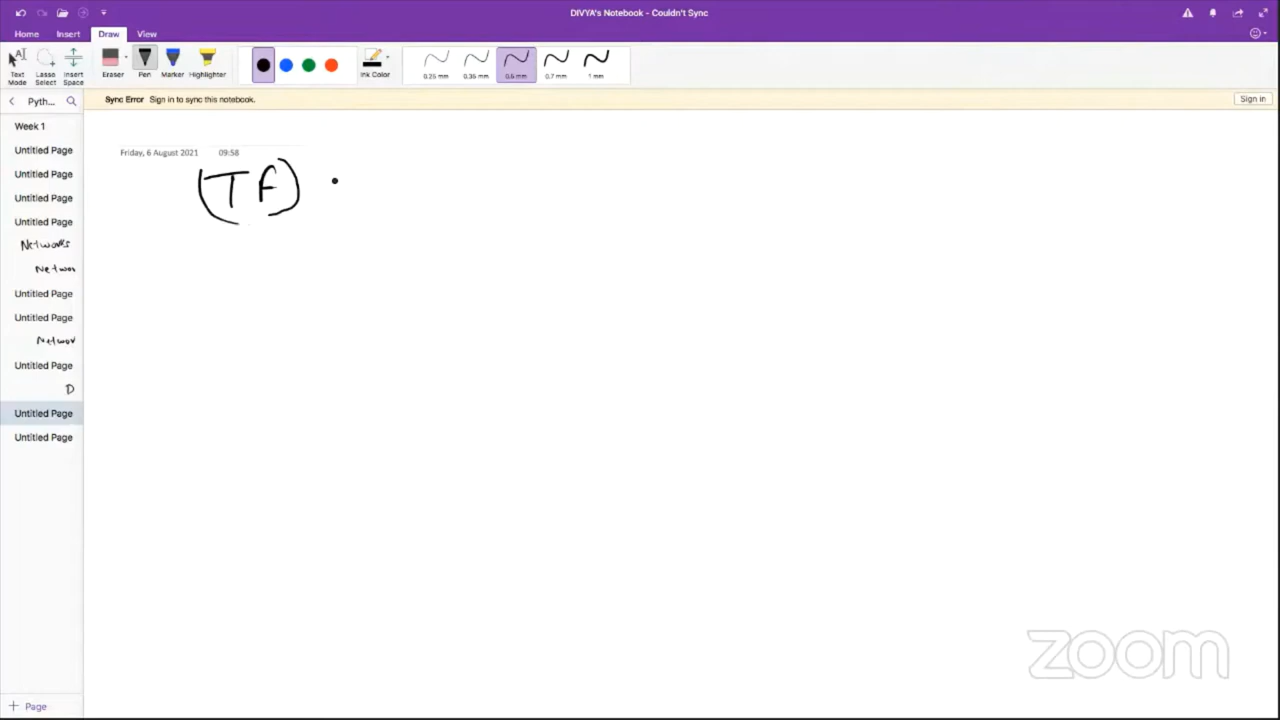 DIVYA's Notebook - Couldn't Sync
Home Insert Draw View
Text Mode
Lasso Select
Insert Space
Eraser
Pen
Marker
Highlighter
Ink Color
0.25 mm
0.35 mm
0.5 mm
0.7 mm
1 mm
Pyth...
Sync Error Sign in to sync this notebook.
Sign in
Week 1
Untitled Page
Untitled Page
Untitled Page
Untitled Page
Networks
Networ
Untitled Page
Untitled Page
Networ
Untitled Page
D
Untitled Page
Untitled Page
+ Page
Friday, 6 August 2021 09:58
(TF)
zoom